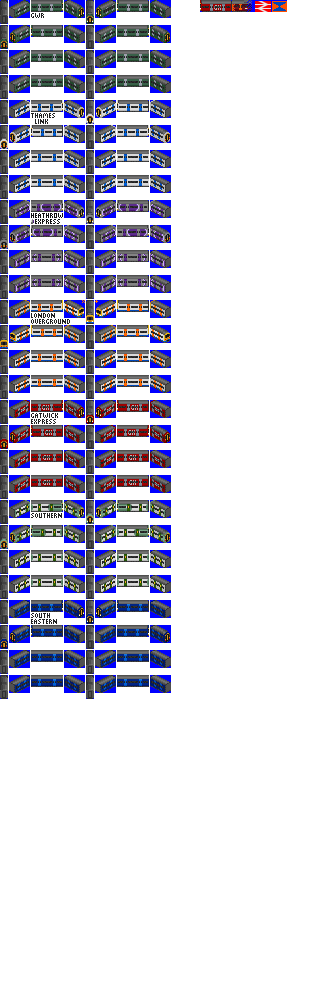 GWR
THAMES
LINK
HEATHROW
EXPRESS
LONDON
OVERGROUND
GATWICK
EXPRESS
SOUTHERN
SOUTH
EASTERN